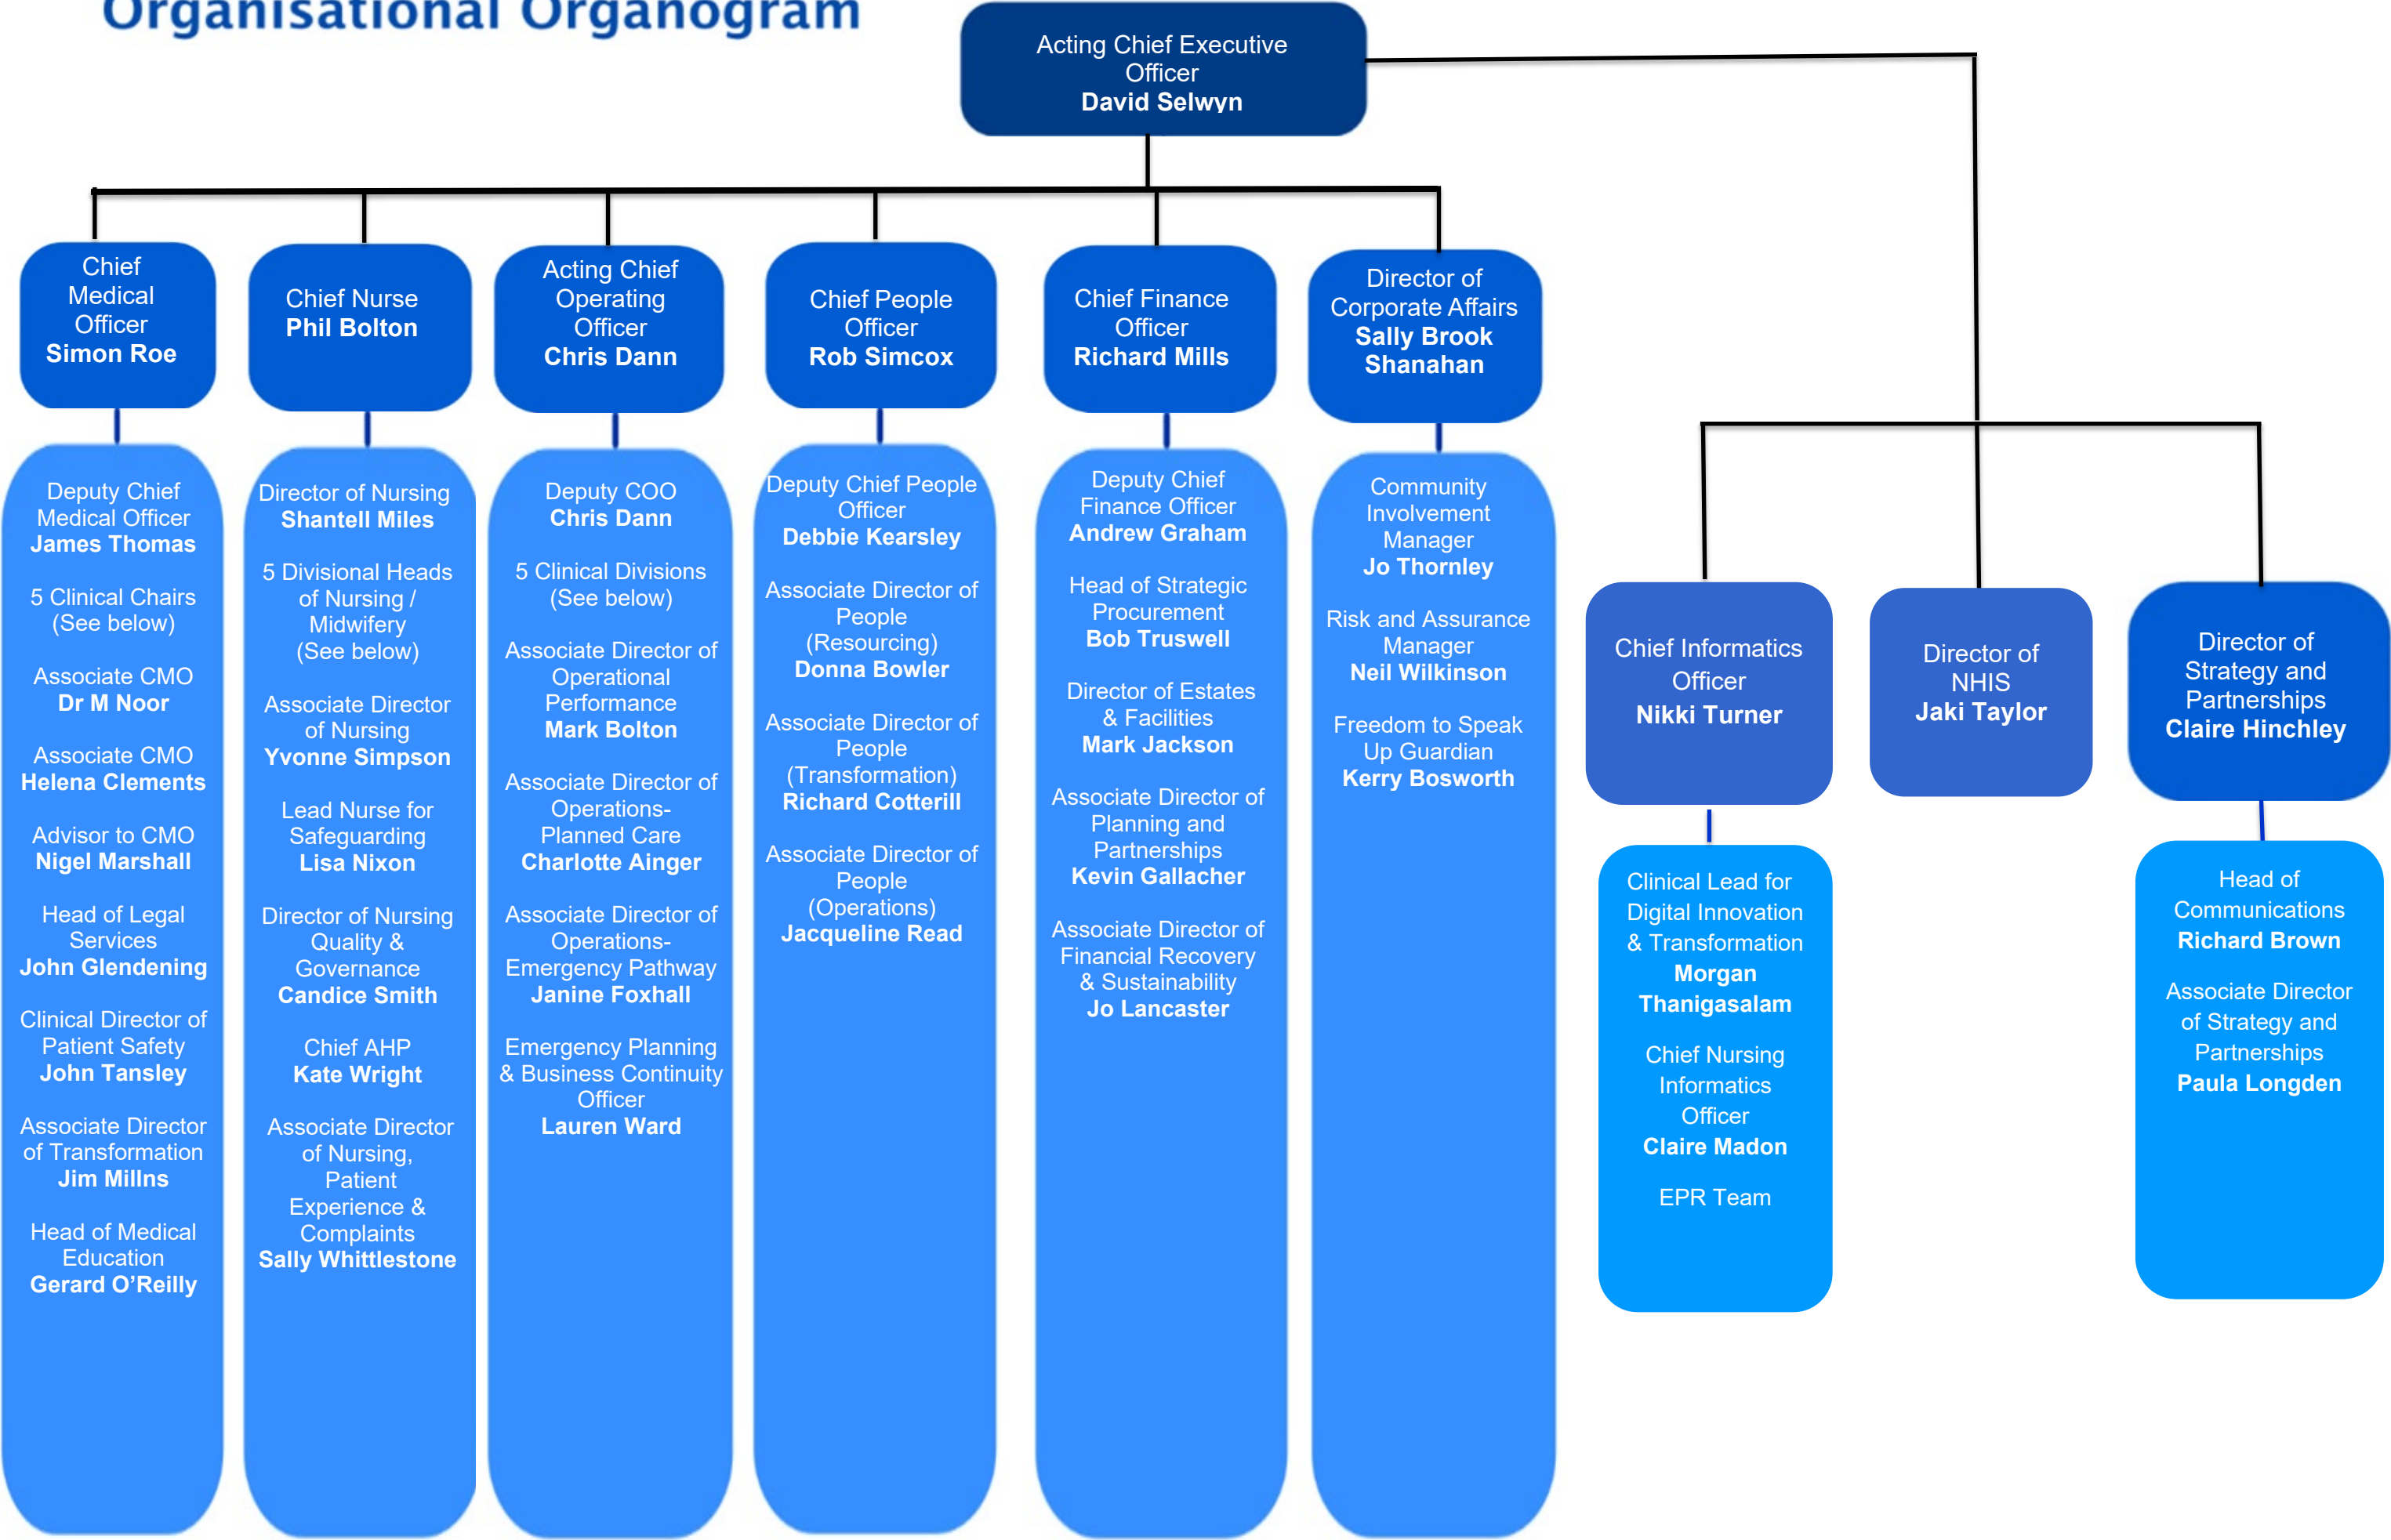 Organisational Organogram
Acting Chief Executive
Officer
David Selwyn
Chief
Medical
Officer
Simon Roe
Chief Nurse
Phil Bolton
Acting Chief
Operating
Officer
Chris Dann
Chief People
Officer
Rob Simcox
Chief Finance
Officer
Richard Mills
Director of
Corporate Affairs
Sally Brook
Shanahan
Deputy Chief
Medical Officer
James Thomas
5 Clinical Chairs
(See below)
Associate CMO
Dr M Noor
Associate CMO
Helena Clements
Advisor to CMO
Nigel Marshall
Head of Legal
Services
John Glendening
Clinical Director of
Patient Safety
John Tansley
Associate Director
of Transformation
Jim Millns
Head of Medical
Education
Gerard O’Reilly
Director of Nursing
Shantell Miles
5 Divisional Heads
of Nursing /
Midwifery
(See below)
Associate Director
of Nursing
Yvonne Simpson
Lead Nurse for
Safeguarding
Lisa Nixon
Director of Nursing
Quality &
Governance
Candice Smith
Chief AHP
Kate Wright
Associate Director
of Nursing,
Patient
Experience &
Complaints
Sally Whittlestone
Deputy COO
Chris Dann
5 Clinical Divisions
(See below)
Associate Director of
Operational
Performance
Mark Bolton
Associate Director of
Operations-
Planned Care
Charlotte Ainger
Associate Director of
Operations-
Emergency Pathway
Janine Foxhall
Emergency Planning
& Business Continuity
Officer
Lauren Ward
Deputy Chief People
Officer
Debbie Kearsley
Associate Director of
People
(Resourcing)
Donna Bowler
Associate Director of
People
(Transformation)
Richard Cotterill
Associate Director of
People
(Operations)
Jacqueline Read
Deputy Chief
Finance Officer
Andrew Graham
Head of Strategic
Procurement
Bob Truswell
Director of Estates
& Facilities
Mark Jackson
Associate Director of
Planning and
Partnerships
Kevin Gallacher
Associate Director of
Financial Recovery
& Sustainability
Jo Lancaster
Community
Involvement
Manager
Jo Thornley
Risk and Assurance
Manager
Neil Wilkinson
Freedom to Speak
Up Guardian
Kerry Bosworth
Chief Informatics
Officer
Nikki Turner
Director of
NHIS
Jaki Taylor
Director of
Strategy and
Partnerships
Claire Hinchley
Clinical Lead for
Digital Innovation
& Transformation
Morgan
Thanigasalam
Chief Nursing
Informatics
Officer
Claire Madon
EPR Team
Head of
Communications
Richard Brown
Associate Director
of Strategy and
Partnerships
Paula Longden